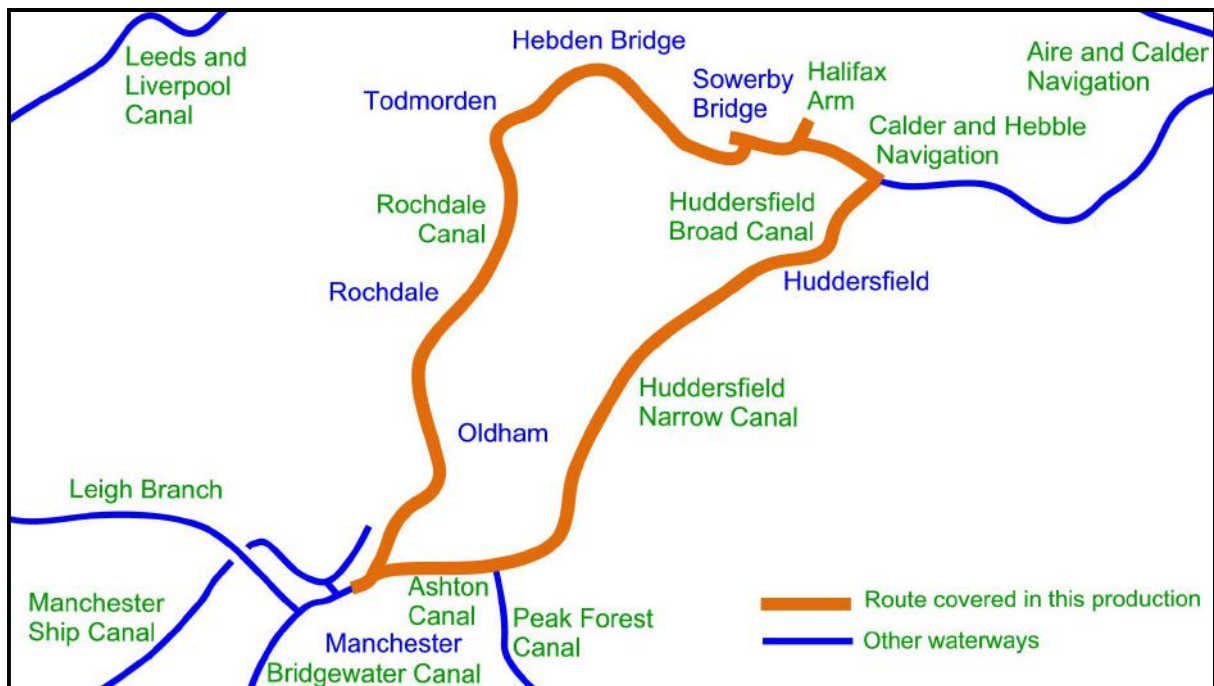 Hebden Bridge
Leeds and
Liverpool
Canal
Todmorden
Sowerby
Bridge
Halifax
Arm
Aire and Calder
Navigation
Calder and Hebble
Navigation
Rochdale
Canal
Huddersfield
Broad Canal
Rochdale
Huddersfield
Huddersfield
Narrow Canal
Oldham
Leigh Branch
Manchester
Ship Canal
Ashton
Canal
Peak Forest
Canal
Manchester
Bridgewater Canal
Route covered in this production
Other waterways